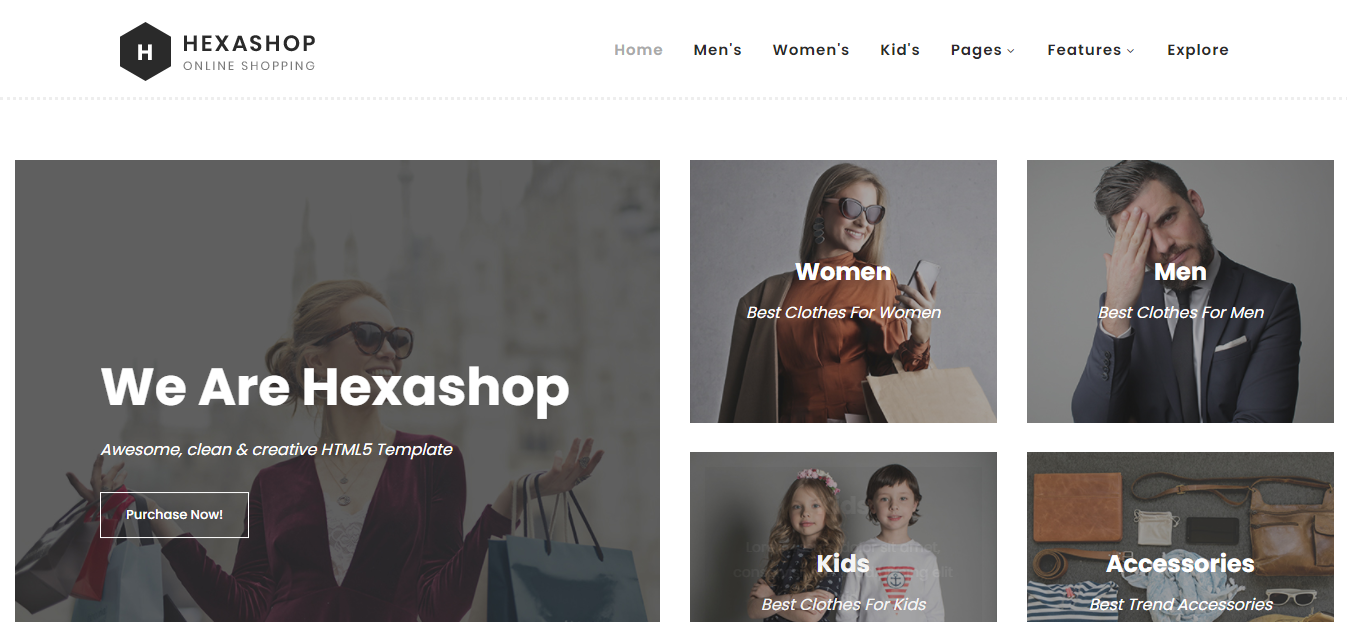 H
HEXASHOP
ONLINE SHOPPING
Home
Men's
Women's
Kid's
Pages
Features
Explore
We Are Hexashop
Awesome, clean & creative HTML5 Template
Purchase Now!
Women
Best Clothes For Women
Men
Best Clothes For Men
Kids
Kids
Best Clothes For Kids
Accessories
Best Trend Accessories